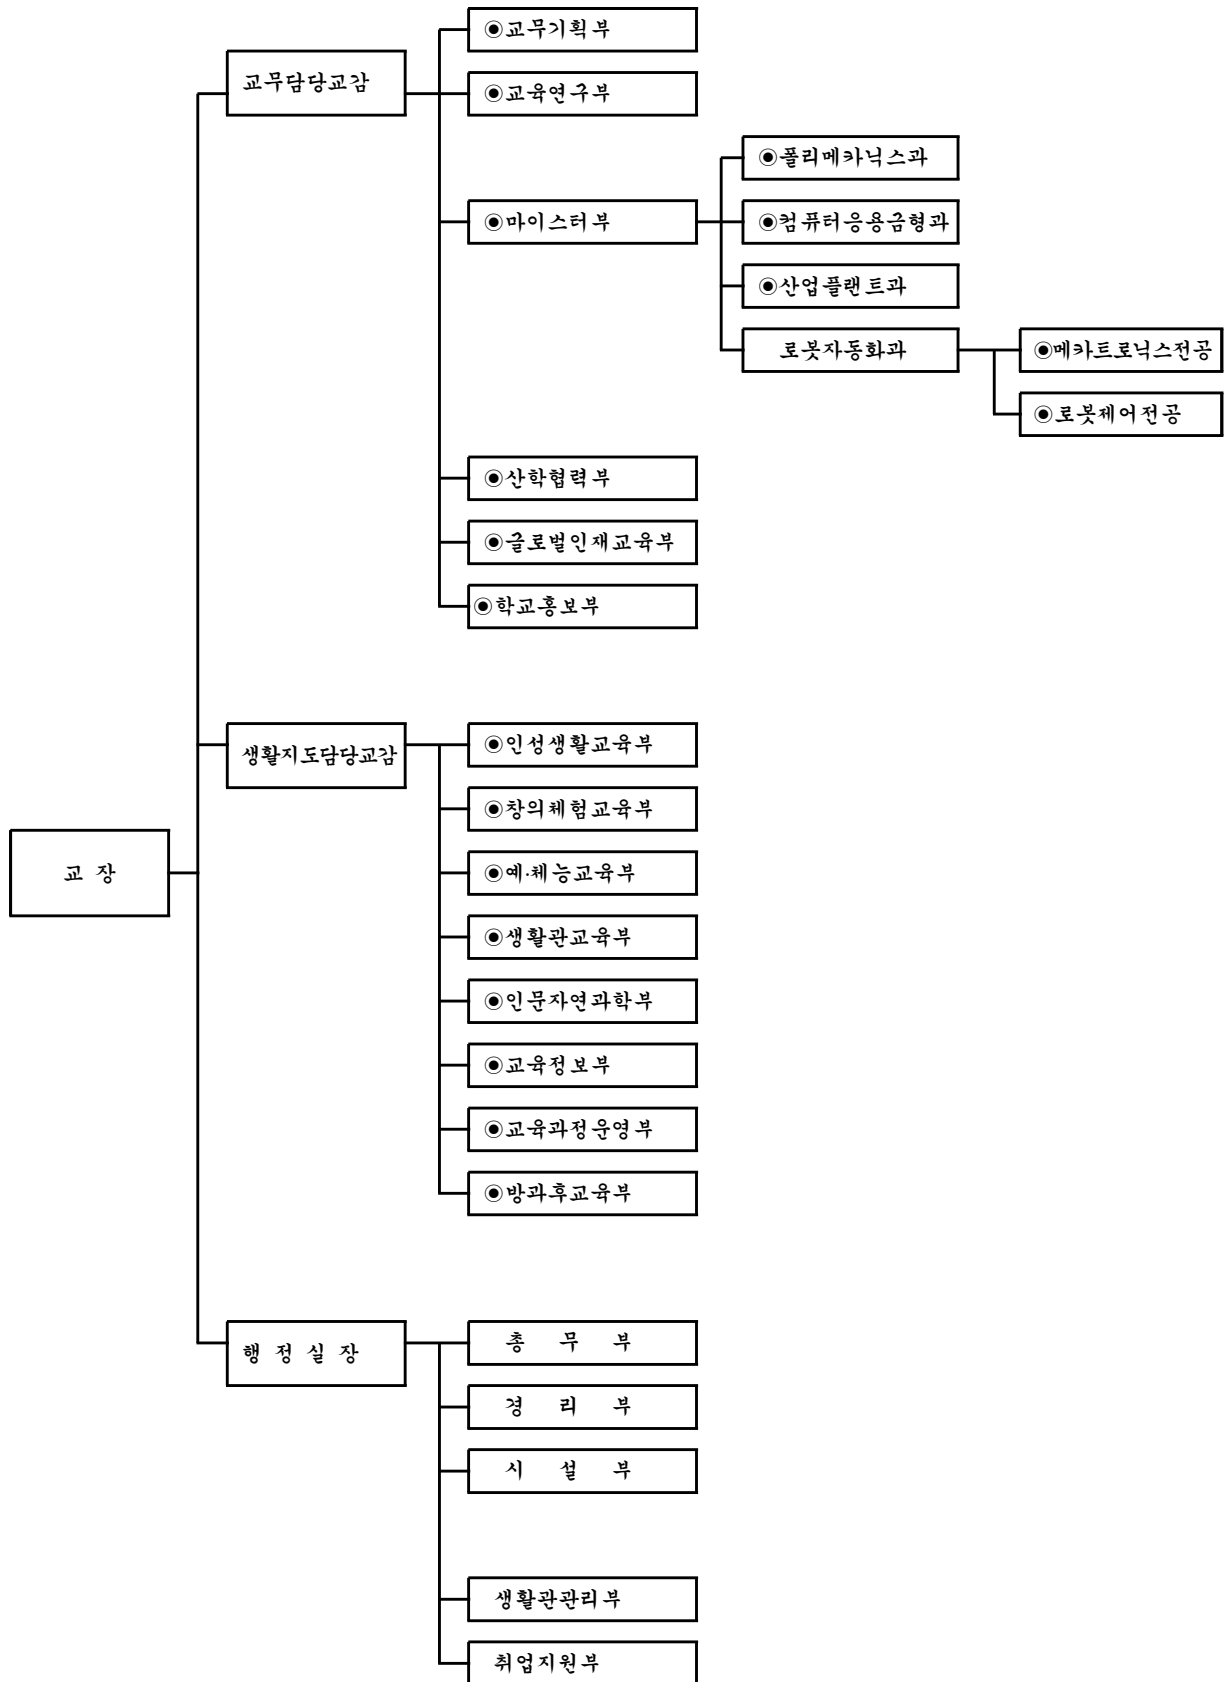 ◉교무기획부
교무담당교감
◉교육연구부
◉폴리메카닉스과
◉마이스터부
◉컴퓨터응용금형과
◉산업플랜트과
로봇자동화과
◉메카트로닉스전공
◉로봇제어전공
◉산학협력부
◉글로벌인재교육부
◉학교홍보부
생활지도담당교감
◉인성생활교육부
◉창의체험교육부
교 장
◉예·체능교육부
◉생활관교육부
◉인문자연과학부
◉교육정보부
◉교육과정운영부
◉방과후교육부
행 정 실 장
총 무 부
경 리 부
시 설 부
생활관관리부
취업지원부